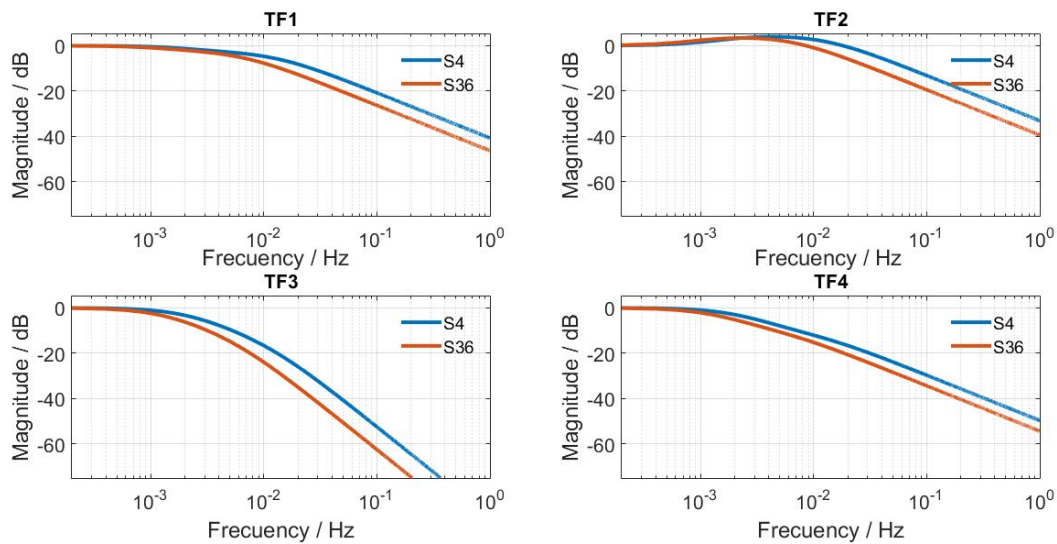 TF1
0
-20
-40
-60
Magnitude / dB
S4
S36
10^-3
10^-2
10^-1
10^0
Frecuency / Hz
TF2
0
-20
-40
-60
Magnitude / dB
S4
S36
10^-3
10^-2
10^-1
10^0
Frecuency / Hz
TF3
0
-20
-40
-60
Magnitude / dB
S4
S36
10^-3
10^-2
10^-1
10^0
Frecuency / Hz
TF4
0
-20
-40
-60
Magnitude / dB
S4
S36
10^-3
10^-2
10^-1
10^0
Frecuency / Hz